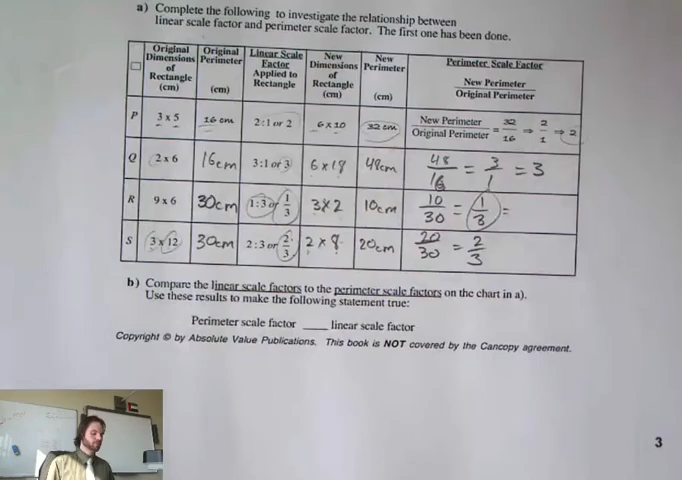 a) Complete the following to investigate the relationship between
linear scale factor and perimeter scale factor. The first one has been done.
Original Dimensions of Rectangle (cm) Original Perimeter (cm) Linear Scale Factor Applied to Rectangle New Dimensions of Rectangle (cm) New Perimeter (cm) Perimeter Scale Factor New Perimeter / Original Perimeter
P 3 x 5 16 cm 2:1 or 2 6 x 10 32 cm New Perimeter / Original Perimeter = 32/16 ⇒ 2/1 ⇒ 2
Q 2 x 6 16cm 3:1 or 3 6 x 18 48cm 48/16 = 3/1 = 3
R 9 x 6 30cm 1:3 or 1/3 3x2 10cm 10/30 = 1/3 =
S 3 x 12 30cm 2:3 or 2/3 2 x 8 20cm 20/30 = 2/3
b) Compare the linear scale factors to the perimeter scale factors on the chart in a).
Use these results to make the following statement true:
Perimeter scale factor ____ linear scale factor
Copyright © by Absolute Value Publications. This book is NOT covered by the Cancopy agreement.
3